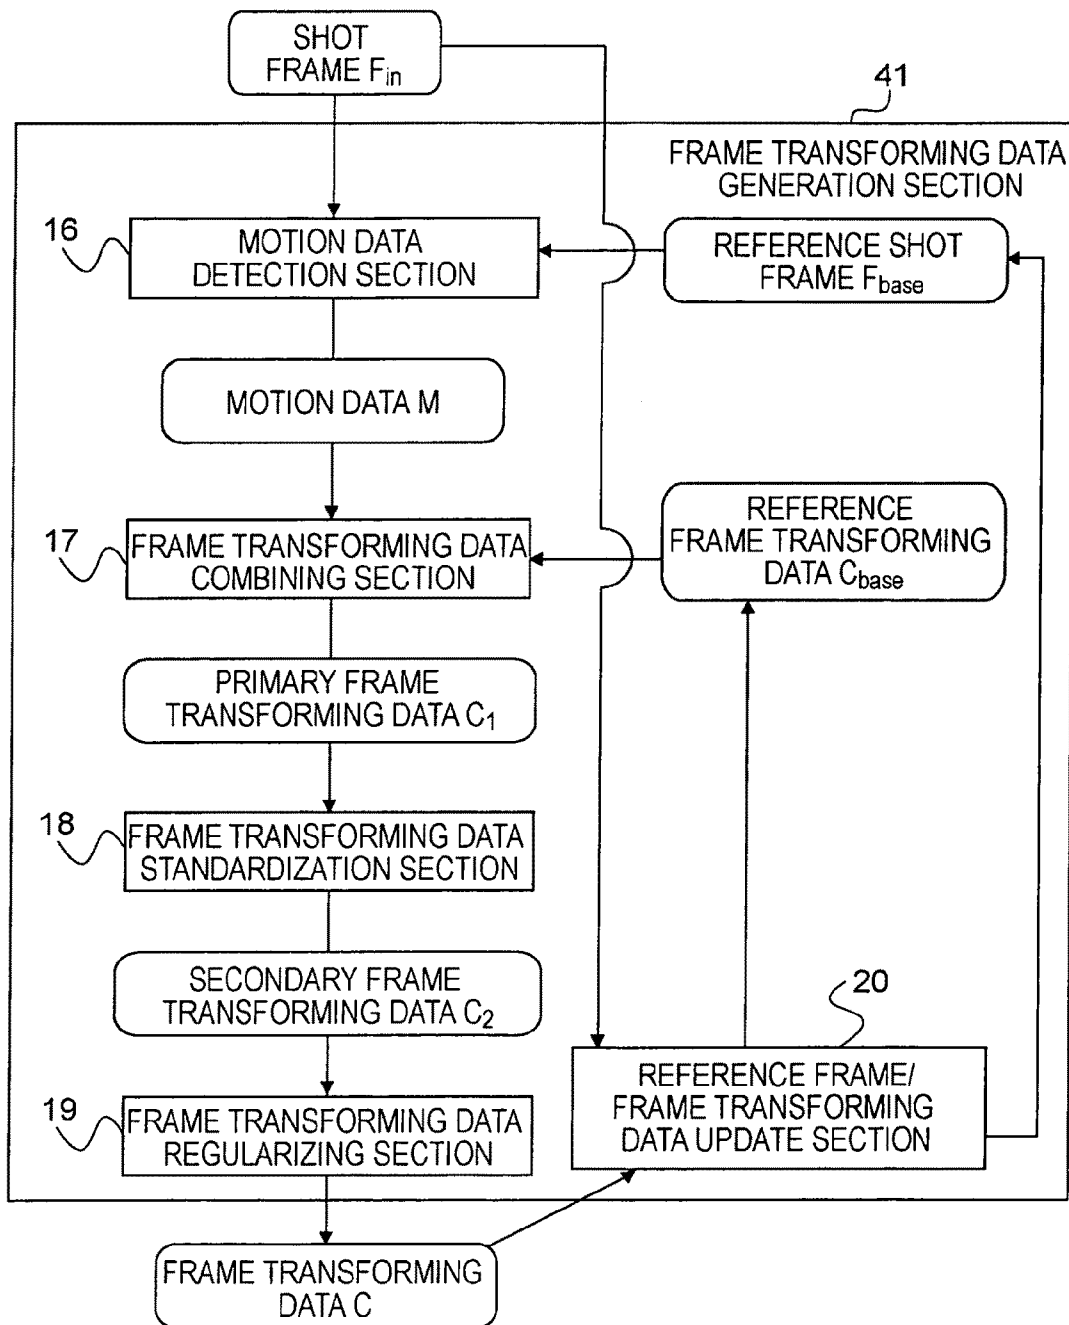 SHOT
FRAME Fin
41
FRAME TRANSFORMING DATA
GENERATION SECTION
16
MOTION DATA
DETECTION SECTION
REFERENCE SHOT
FRAME Fbase
MOTION DATA M
17
FRAME TRANSFORMING DATA
COMBINING SECTION
REFERENCE
FRAME TRANSFORMING
DATA Cbase
PRIMARY FRAME
TRANSFORMING DATA C1
18
FRAME TRANSFORMING DATA
STANDARDIZATION SECTION
SECONDARY FRAME
TRANSFORMING DATA C2
20
REFERENCE FRAME/
FRAME TRANSFORMING
DATA UPDATE SECTION
19
FRAME TRANSFORMING DATA
REGULARIZING SECTION
FRAME TRANSFORMING
DATA C